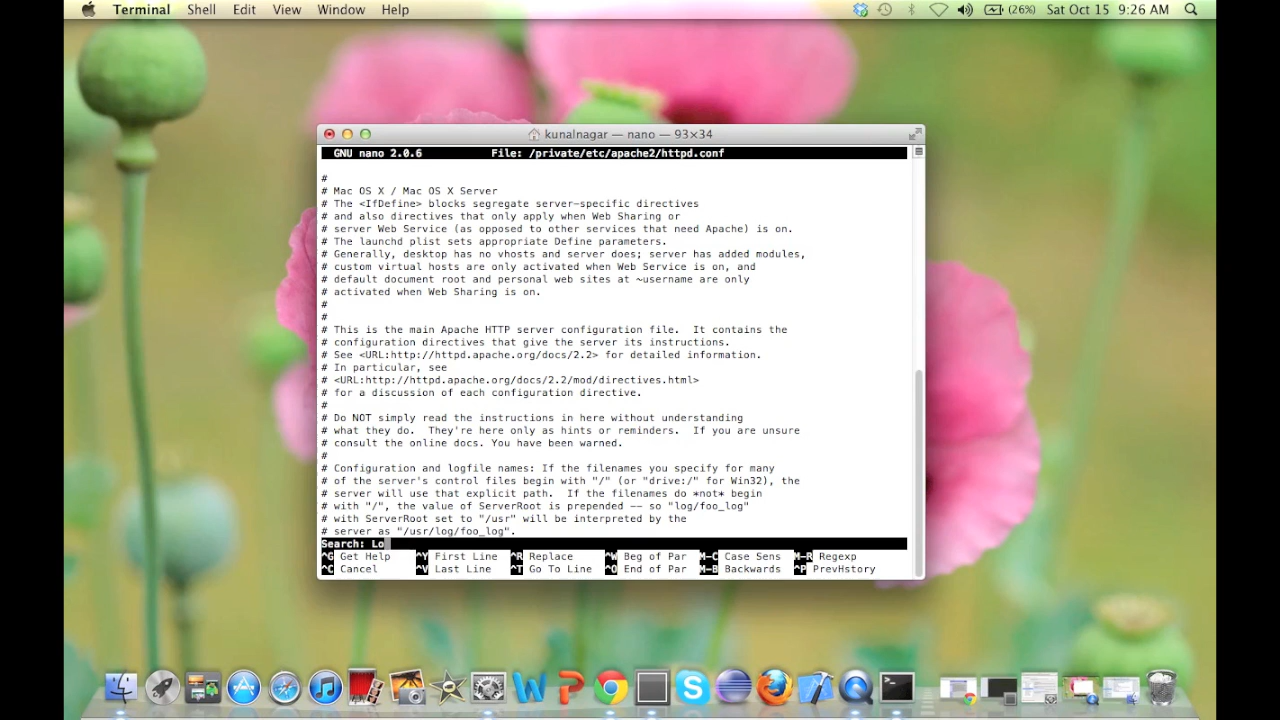 Terminal Shell Edit View Window Help (26%) Sat Oct 15 9:26 AM
kunalnagar — nano — 93×34
GNU nano 2.0.6 File: /private/etc/apache2/httpd.conf
#
# Mac OS X / Mac OS X Server
# The <IfDefine> blocks segregate server-specific directives
# and also directives that only apply when Web Sharing or
# server Web Service (as opposed to other services that need Apache) is on.
# The launchd plist sets appropriate Define parameters.
# Generally, desktop has no vhosts and server does; server has added modules,
# custom virtual hosts are only activated when Web Service is on, and
# default document root and personal web sites at ~username are only
# activated when Web Sharing is on.
#
#
# This is the main Apache HTTP server configuration file.  It contains the
# configuration directives that give the server its instructions.
# See <URL:http://httpd.apache.org/docs/2.2> for detailed information.
# In particular, see
# <URL:http://httpd.apache.org/docs/2.2/mod/directives.html>
# for a discussion of each configuration directive.
#
# Do NOT simply read the instructions in here without understanding
# what they do.  They're here only as hints or reminders.  If you are unsure
# consult the online docs. You have been warned.
#
# Configuration and logfile names: If the filenames you specify for many
# of the server's control files begin with "/" (or "drive:/" for Win32), the
# server will use that explicit path.  If the filenames do *not* begin
# with "/", the value of ServerRoot is prepended -- so "log/foo_log"
# with ServerRoot set to "/usr" will be interpreted by the
# server as "/usr/log/foo_log".
Search: Lo
^G Get Help ^Y First Line ^R Replace ^W Beg of Par M-C Case Sens M-R Regexp
^C Cancel ^V Last Line ^T Go To Line ^O End of Par M-B Backwards ^P PrevHstory